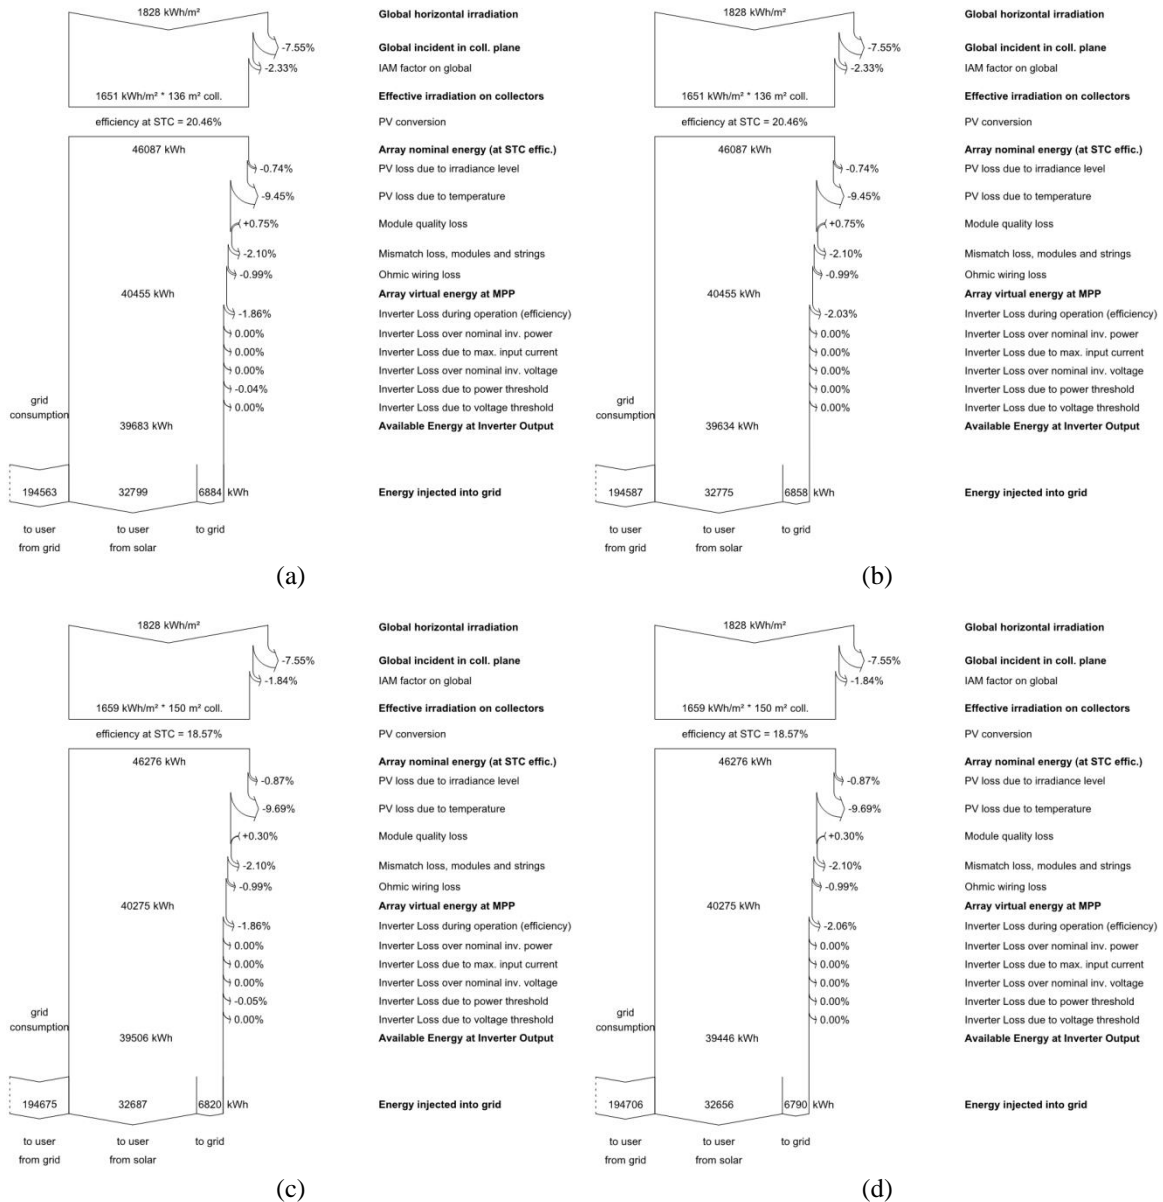 1828 kWh/m² Global horizontal irradiation
-7.55% Global incident in coll. plane
-2.33% IAM factor on global
1651 kWh/m² * 136 m² coll. Effective irradiation on collectors
efficiency at STC = 20.46% PV conversion
46087 kWh Array nominal energy (at STC effic.)
-0.74% PV loss due to irradiance level
-9.45% PV loss due to temperature
+0.75% Module quality loss
-2.10% Mismatch loss, modules and strings
-0.99% Ohmic wiring loss
40455 kWh Array virtual energy at MPP
-1.86% Inverter Loss during operation (efficiency)
0.00% Inverter Loss over nominal inv. power
0.00% Inverter Loss due to max. input current
0.00% Inverter Loss over nominal inv. voltage
-0.04% Inverter Loss due to power threshold
grid
consumption
0.00% Inverter Loss due to voltage threshold
39683 kWh Available Energy at Inverter Output
194563 32799 6884 kWh Energy injected into grid
to user to user to grid
from grid from solar
(a)
1828 kWh/m² Global horizontal irradiation
-7.55% Global incident in coll. plane
-2.33% IAM factor on global
1651 kWh/m² * 136 m² coll. Effective irradiation on collectors
efficiency at STC = 20.46% PV conversion
46087 kWh Array nominal energy (at STC effic.)
-0.74% PV loss due to irradiance level
-9.45% PV loss due to temperature
+0.75% Module quality loss
-2.10% Mismatch loss, modules and strings
-0.99% Ohmic wiring loss
40455 kWh Array virtual energy at MPP
-2.03% Inverter Loss during operation (efficiency)
0.00% Inverter Loss over nominal inv. power
0.00% Inverter Loss due to max. input current
0.00% Inverter Loss over nominal inv. voltage
0.00% Inverter Loss due to power threshold
grid
consumption
0.00% Inverter Loss due to voltage threshold
39634 kWh Available Energy at Inverter Output
194587 32775 6858 kWh Energy injected into grid
to user to user to grid
from grid from solar
(b)
1828 kWh/m² Global horizontal irradiation
-7.55% Global incident in coll. plane
-1.84% IAM factor on global
1659 kWh/m² * 150 m² coll. Effective irradiation on collectors
efficiency at STC = 18.57% PV conversion
46276 kWh Array nominal energy (at STC effic.)
-0.87% PV loss due to irradiance level
-9.69% PV loss due to temperature
+0.30% Module quality loss
-2.10% Mismatch loss, modules and strings
-0.99% Ohmic wiring loss
40275 kWh Array virtual energy at MPP
-1.86% Inverter Loss during operation (efficiency)
0.00% Inverter Loss over nominal inv. power
0.00% Inverter Loss due to max. input current
0.00% Inverter Loss over nominal inv. voltage
-0.05% Inverter Loss due to power threshold
grid
consumption
0.00% Inverter Loss due to voltage threshold
39506 kWh Available Energy at Inverter Output
194675 32687 6820 kWh Energy injected into grid
to user to user to grid
from grid from solar
(c)
1828 kWh/m² Global horizontal irradiation
-7.55% Global incident in coll. plane
-1.84% IAM factor on global
1659 kWh/m² * 150 m² coll. Effective irradiation on collectors
efficiency at STC = 18.57% PV conversion
46276 kWh Array nominal energy (at STC effic.)
-0.87% PV loss due to irradiance level
-9.69% PV loss due to temperature
+0.30% Module quality loss
-2.10% Mismatch loss, modules and strings
-0.99% Ohmic wiring loss
40275 kWh Array virtual energy at MPP
-2.06% Inverter Loss during operation (efficiency)
0.00% Inverter Loss over nominal inv. power
0.00% Inverter Loss due to max. input current
0.00% Inverter Loss over nominal inv. voltage
0.00% Inverter Loss due to power threshold
grid
consumption
0.00% Inverter Loss due to voltage threshold
39446 kWh Available Energy at Inverter Output
194706 32656 6790 kWh Energy injected into grid
to user to user to grid
from grid from solar
(d)